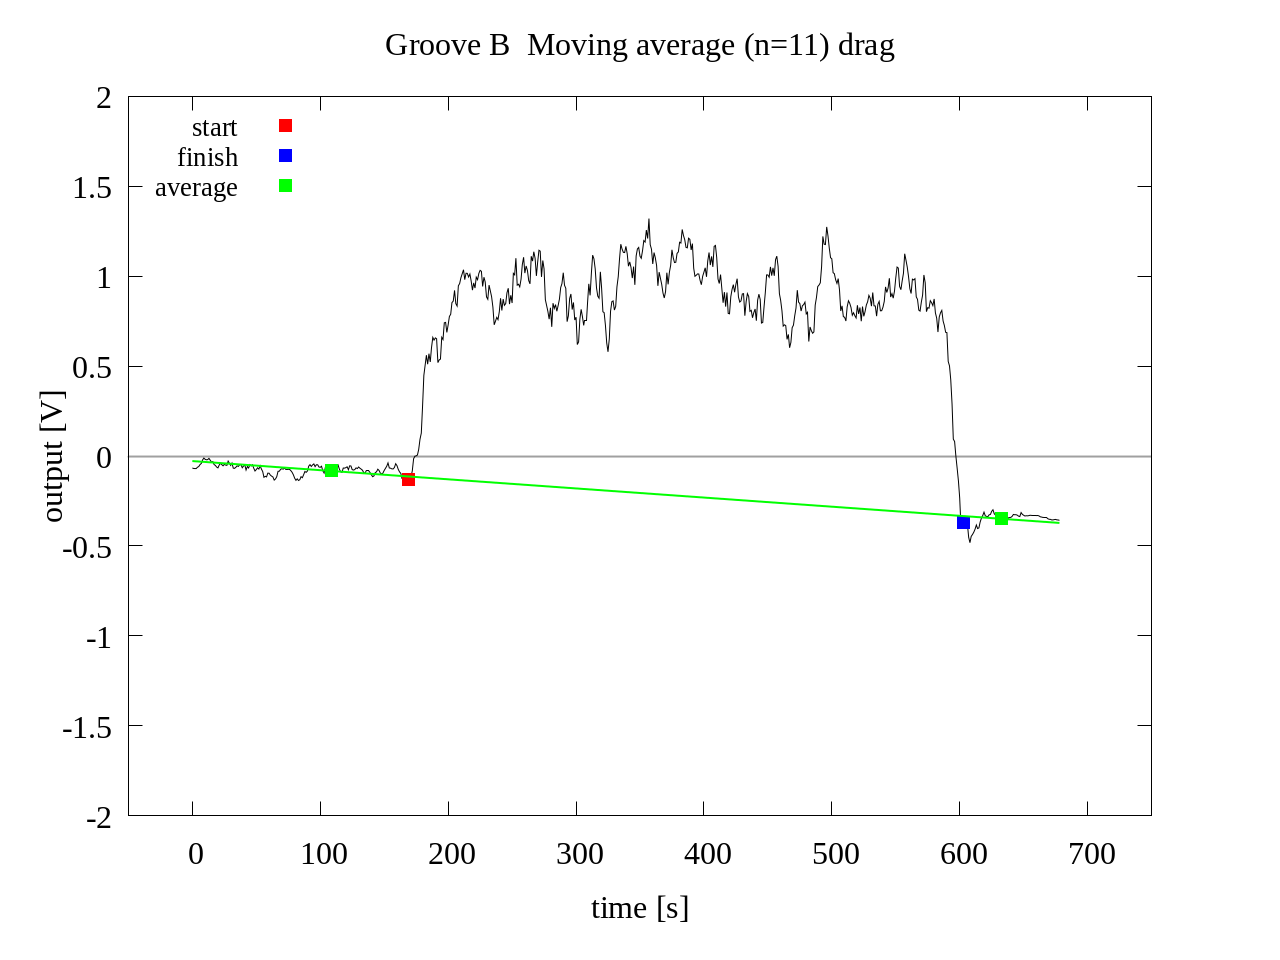 Groove B  Moving average (n=11) drag
start
finish
average
2
1.5
1
0.5
0
-0.5
-1
-1.5
-2
output [V]
0 100 200 300 400 500 600 700
time [s]